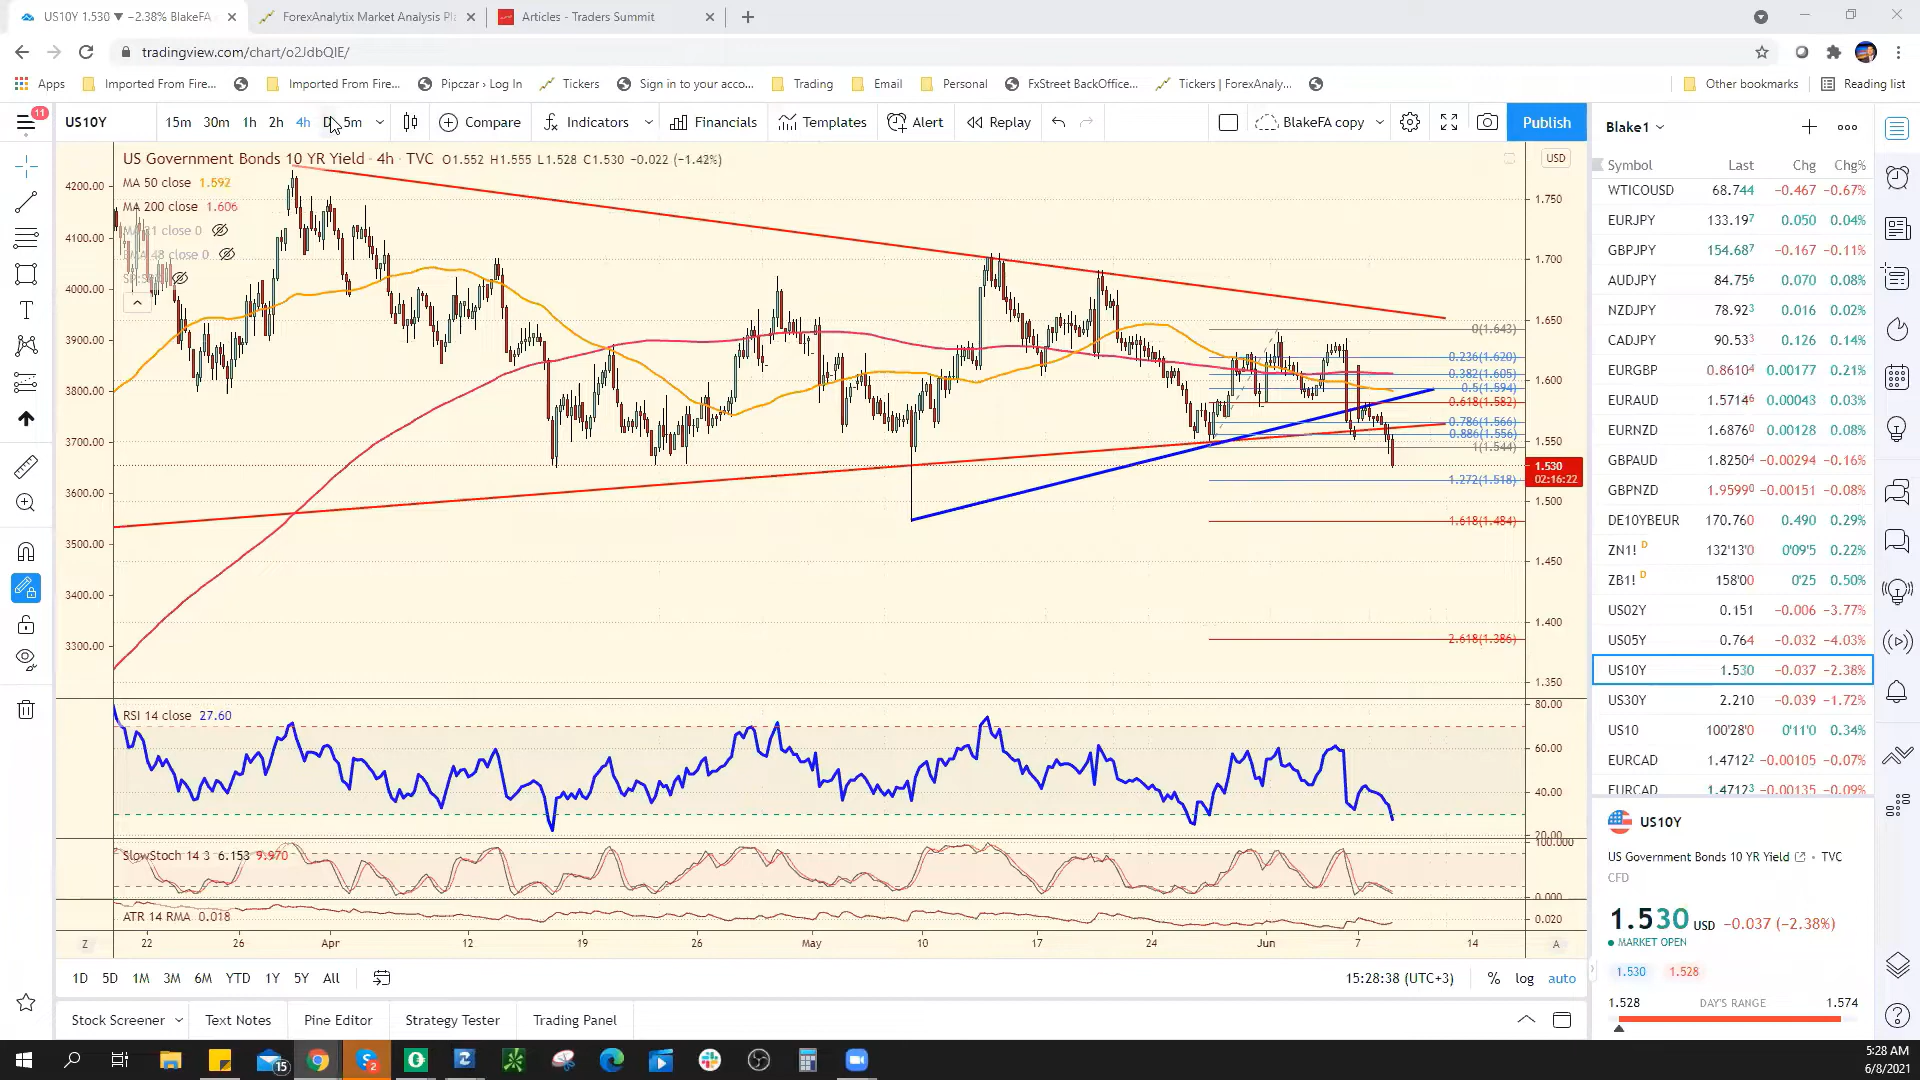 US10Y 1.530 ▼ −2.38% BlakeFA
ForexAnalytix Market Analysis Pl
Articles - Traders Summit
tradingview.com/chart/o2JdbQIE/
Apps Imported From Fire... Imported From Fire... Pipczar › Log In Tickers Sign in to your acco... Trading Email Personal FxStreet BackOffice... Tickers | ForexAnaly... Other bookmarks Reading list
11
US10Y 15m 30m 1h 2h 4h D 5m Compare Indicators Financials Templates Alert Replay BlakeFA copy Publish
US Government Bonds 10 YR Yield · 4h · TVC O1.552 H1.555 L1.528 C1.530 −0.022 (−1.42%)
MA 50 close 1.592
MA 200 close 1.606
EMA 48 close 0
USD
4200.00
4100.00
4000.00
3900.00
3800.00
3700.00
3600.00
3500.00
3400.00
3300.00
1.750
1.700
1.650
1.600
1.550
1.530
02:16:22
1.500
1.450
1.400
1.350
0(1.643)
0.236(1.620)
0.382(1.605)
0.5(1.594)
0.618(1.582)
0.786(1.566)
0.886(1.556)
1(1.544)
1.272(1.518)
1.618(1.484)
2.618(1.386)
RSI 14 close 27.60
80.00
60.00
40.00
20.00
SlowStoch 14 3 6.153 9.970
100.000
0.000
ATR 14 RMA 0.018
0.020
Z 22 26 Apr 12 19 26 May 10 17 24 Jun 7 14 A
1D 5D 1M 3M 6M YTD 1Y 5Y All 15:28:38 (UTC+3) % log auto
Stock Screener Text Notes Pine Editor Strategy Tester Trading Panel
Blake1
Symbol Last Chg Chg%
WTICOUSD 68.744 −0.467 −0.67%
EURJPY 133.197 0.050 0.04%
GBPJPY 154.687 −0.167 −0.11%
AUDJPY 84.756 0.070 0.08%
NZDJPY 78.923 0.016 0.02%
CADJPY 90.533 0.126 0.14%
EURGBP 0.86104 0.00177 0.21%
EURAUD 1.57146 0.00043 0.03%
EURNZD 1.68760 0.00128 0.08%
GBPAUD 1.82504 −0.00294 −0.16%
GBPNZD 1.95990 −0.00151 −0.08%
DE10YBEUR 170.760 0.490 0.29%
ZN1! D 132'13'0 0'09'5 0.22%
ZB1! D 158'00 0'25 0.50%
US02Y 0.151 −0.006 −3.77%
US05Y 0.764 −0.032 −4.03%
US10Y 1.530 −0.037 −2.38%
US30Y 2.210 −0.039 −1.72%
US10 100'28'0 0'11'0 0.34%
EURCAD 1.47122 −0.00105 −0.07%
EURCAD 1.47123 −0.00135 −0.09%
US10Y
US Government Bonds 10 YR Yield · TVC
CFD
1.530 USD −0.037 (−2.38%)
MARKET OPEN
1.530 1.528
1.528 DAY'S RANGE 1.574
15
2
5:28 AM
6/8/2021